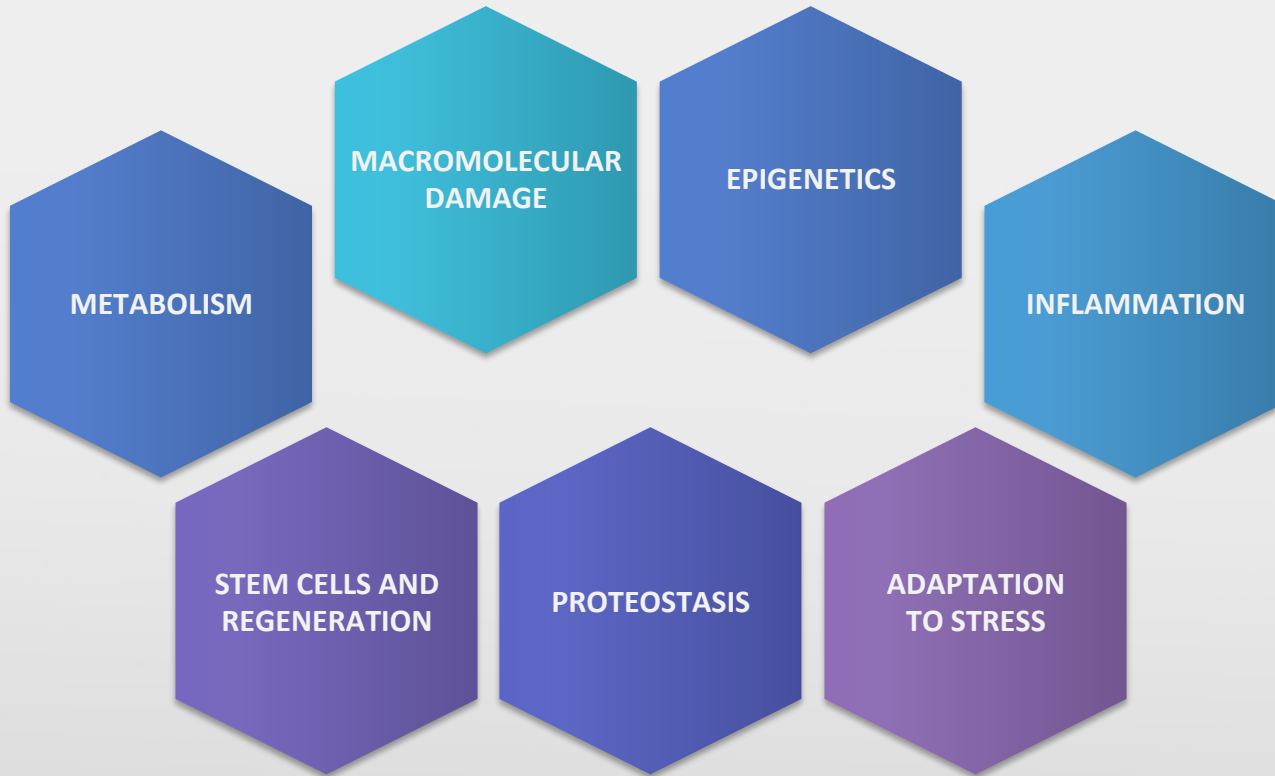 MACROMOLECULAR
DAMAGE
EPIGENETICS
METABOLISM
INFLAMMATION
STEM CELLS AND
REGENERATION
PROTEOSTASIS
ADAPTATION
TO STRESS